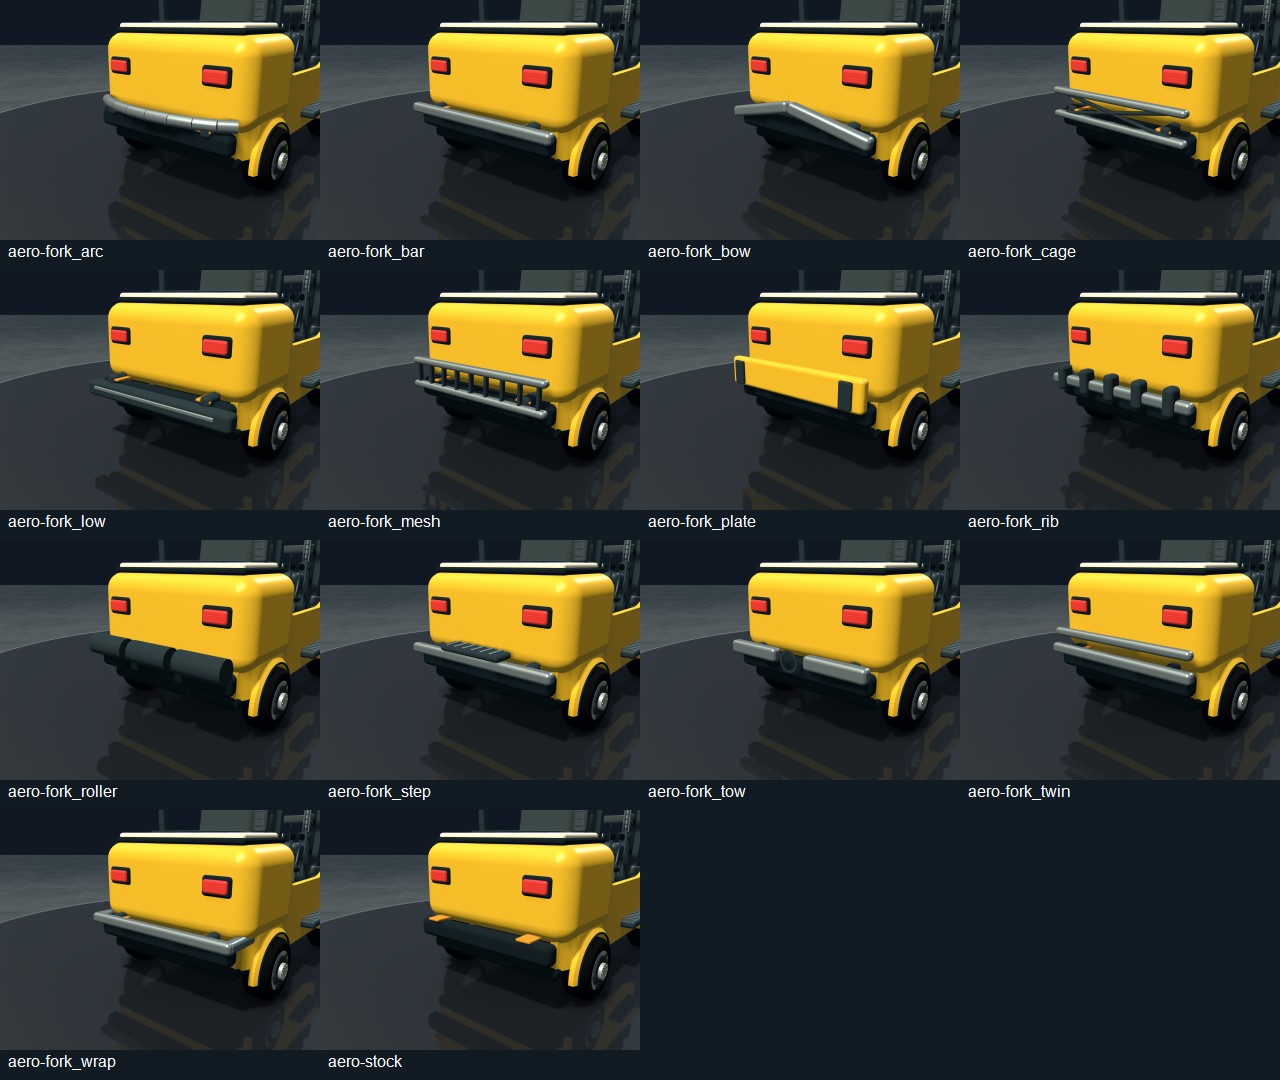 aero-fork_arc
aero-fork_bar
aero-fork_bow
aero-fork_cage
aero-fork_low
aero-fork_mesh
aero-fork_plate
aero-fork_rib
aero-fork_roller
aero-fork_step
aero-fork_tow
aero-fork_twin
aero-fork_wrap
aero-stock